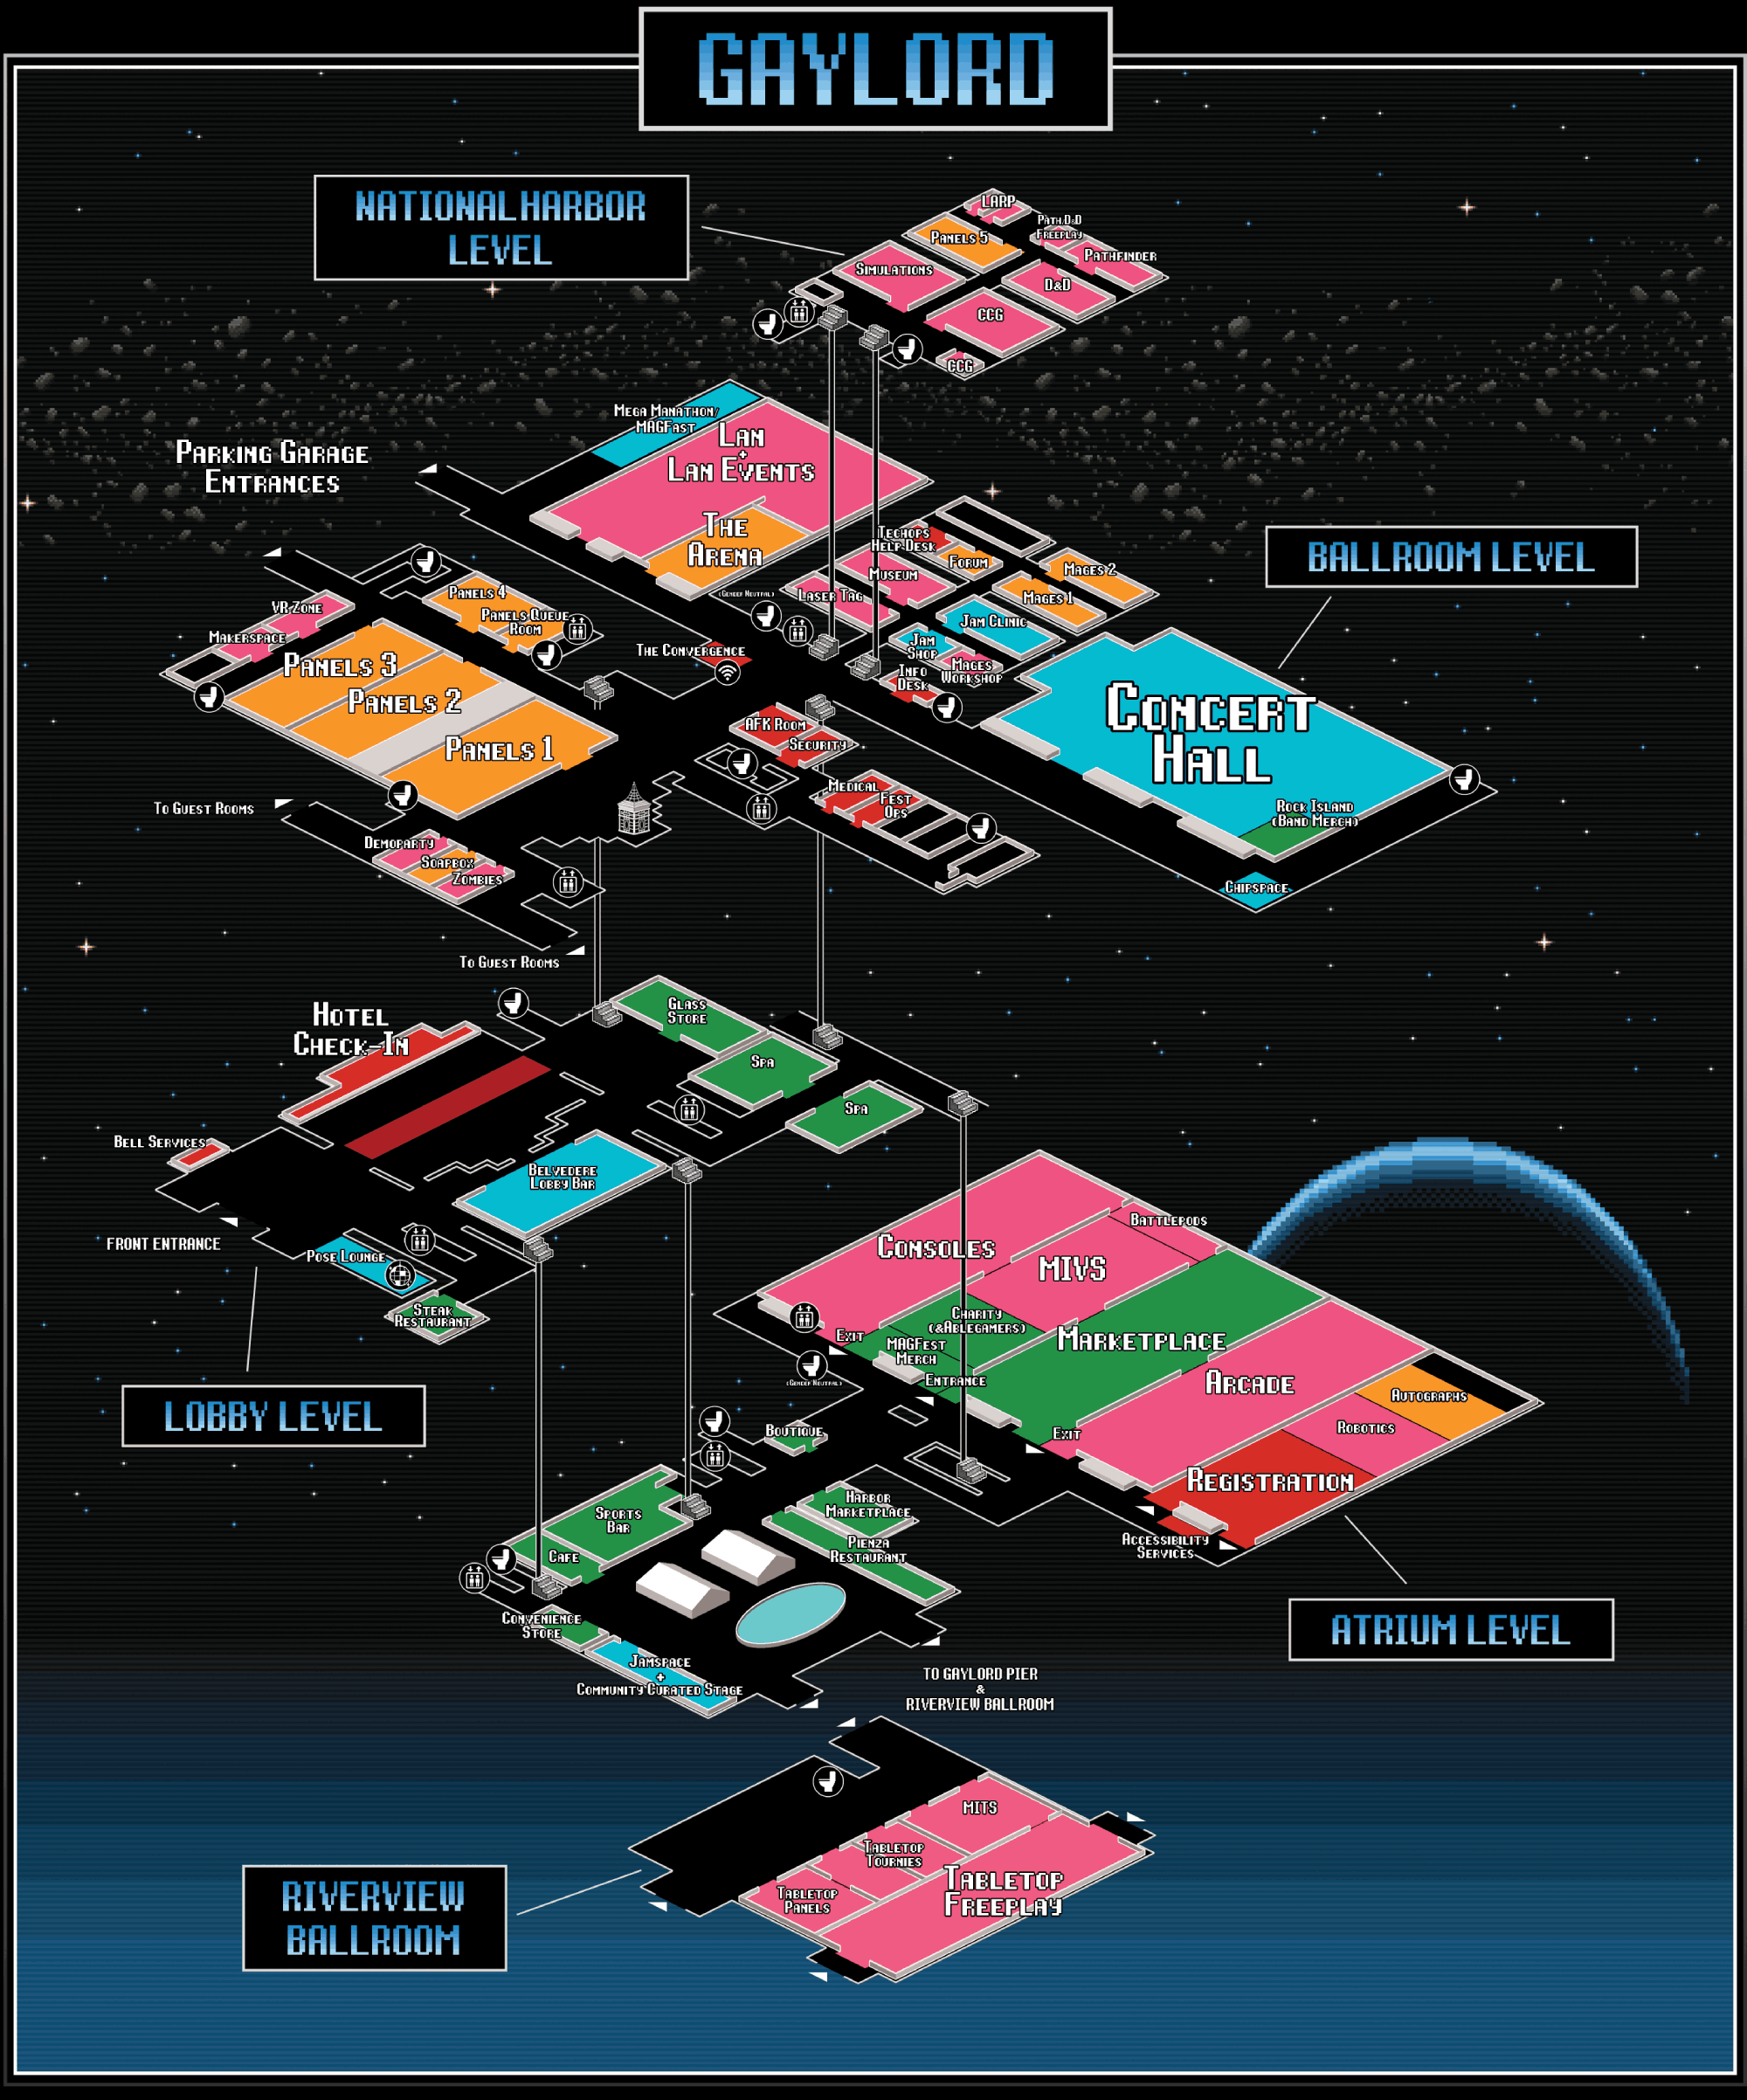 GAYLORD
NATIONAL HARBOR
LEVEL
LARP
PATH.D&D
FREEPLAY
PANELS 5
PATHFINDER
SIMULATIONS
D&D
CCG
CCG
MEGA MANATHON/
MAGFAST
LAN
+
LAN EVENTS
PARKING GARAGE
ENTRANCES
THE
ARENA
TECHOPS
HELP DESK
FORUM
MUSEUM
MAGES 2
BALLROOM LEVEL
(GENDER NEUTRAL)
LASER TAG
MAGES 1
PANELS 4
PANELS QUEUE
ROOM
VR ZONE
MAKERSPACE
JAM CLINIC
JAM
SHOP
THE CONVERGENCE
MAGES
WORKSHOP
INFO
DESK
PANELS 3
PANELS 2
PANELS 1
CONCERT
HALL
AFK ROOM
SECURITY
MEDICAL
FEST
OPS
TO GUEST ROOMS
ROCK ISLAND
(BAND MERCH)
DEMOPARTY
SOAPBOX
ZOMBIES
CHIPSPACE
TO GUEST ROOMS
HOTEL
CHECK-IN
GLASS
STORE
SPA
SPA
BELL SERVICES
BELVEDERE
LOBBY BAR
FRONT ENTRANCE
POSE LOUNGE
STEAK
RESTAURANT
LOBBY LEVEL
BATTLEPODS
CONSOLES
MIVS
CHARITY
(&ABLEGAMERS)
EXIT
MAGFEST
MERCH
MARKETPLACE
(GENDER NEUTRAL)
ENTRANCE
ARCADE
AUTOGRAPHS
ROBOTICS
BOUTIQUE
EXIT
REGISTRATION
HARBOR
MARKETPLACE
SPORTS
BAR
PIENZA
RESTAURANT
ACCESSIBILITY
SERVICES
CAFE
CONVENIENCE
STORE
ATRIUM LEVEL
JAMSPACE
+
COMMUNITY CURATED STAGE
TO GAYLORD PIER
&
RIVERVIEW BALLROOM
MITS
TABLETOP
TOURNIES
TABLETOP
FREEPLAY
TABLETOP
PANELS
RIVERVIEW
BALLROOM